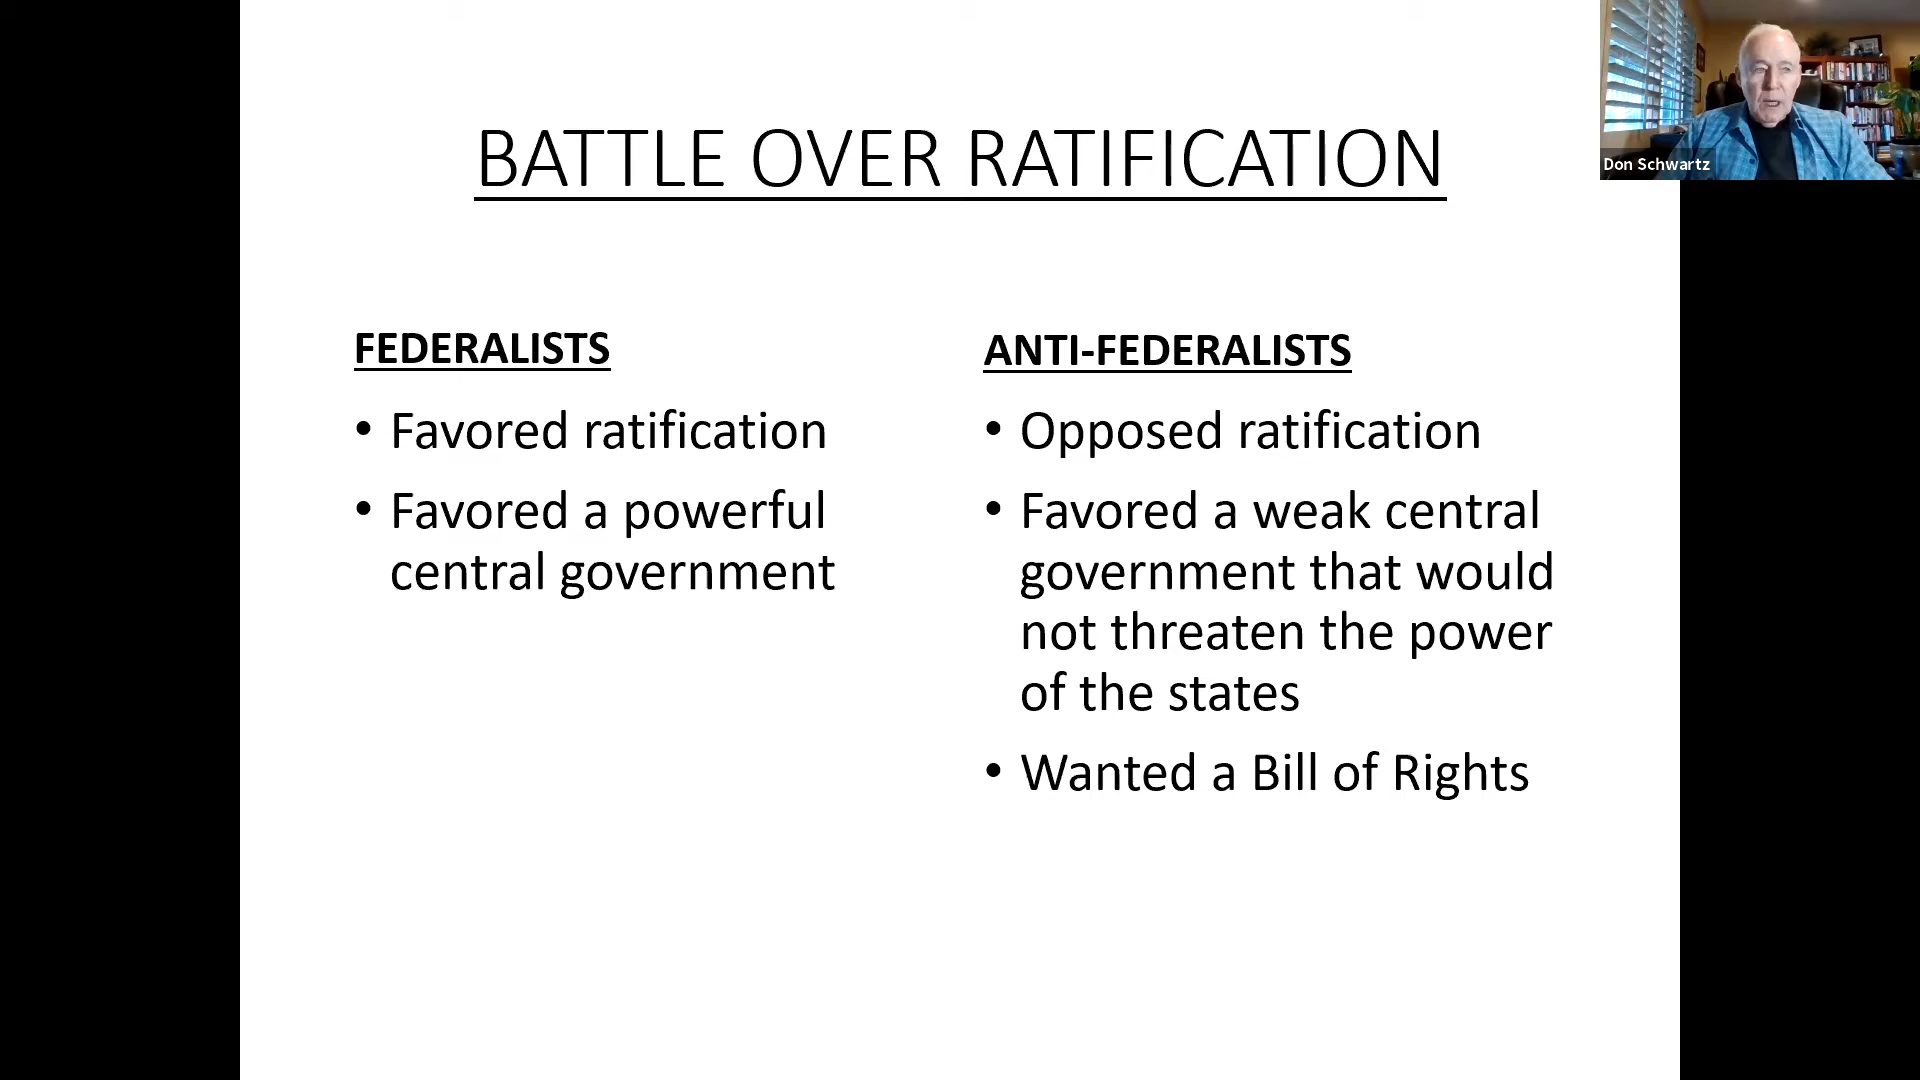 BATTLE OVER RATIFICATION
Don Schwartz
FEDERALISTS
• Favored ratification
• Favored a powerful
central government
ANTI-FEDERALISTS
• Opposed ratification
• Favored a weak central
government that would
not threaten the power
of the states
• Wanted a Bill of Rights